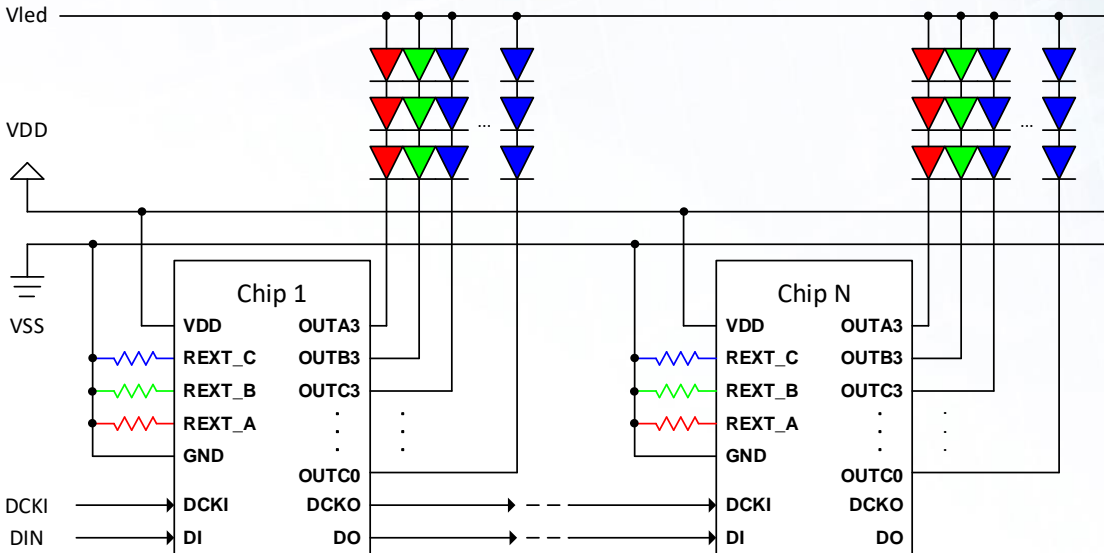 Vled
...
...
VDD
VSS
Chip 1
VDD
REXT_C
REXT_B
REXT_A
GND
DCKI
DI
OUTA3
OUTB3
OUTC3
OUTC0
DCKO
DO
Chip N
VDD
REXT_C
REXT_B
REXT_A
GND
DCKI
DI
OUTA3
OUTB3
OUTC3
OUTC0
DCKO
DO
DCKI
DIN